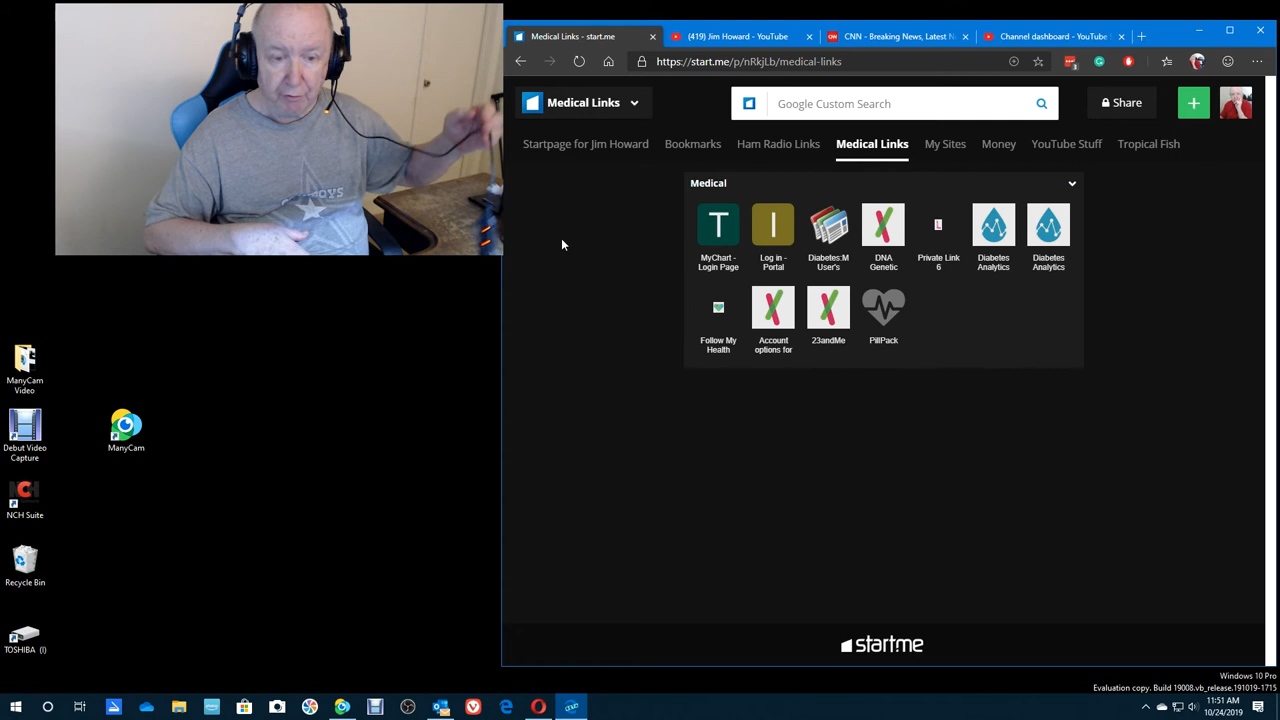 Medical Links - start.me
(419) Jim Howard - YouTube
CNN - Breaking News, Latest N
Channel dashboard - YouTube
https://start.me/p/nRkjLb/medical-links
Medical Links
Google Custom Search
Share
Startpage for Jim Howard
Bookmarks
Ham Radio Links
Medical Links
My Sites
Money
YouTube Stuff
Tropical Fish
Medical
T
MyChart -
Login Page
I
Log in -
Portal
Diabetes:M
User's
DNA
Genetic
L
Private Link
6
Diabetes
Analytics
Diabetes
Analytics
Follow My
Health
Account
options for
23andMe
PillPack
start.me
ManyCam
Video
Debut Video
Capture
NCH
NCH Suite
Recycle Bin
TOSHIBA (I)
ManyCam
COWBOYS
Windows 10 Pro
Evaluation copy. Build 19008.vb_release.191019-1715
11:51 AM
10/24/2019